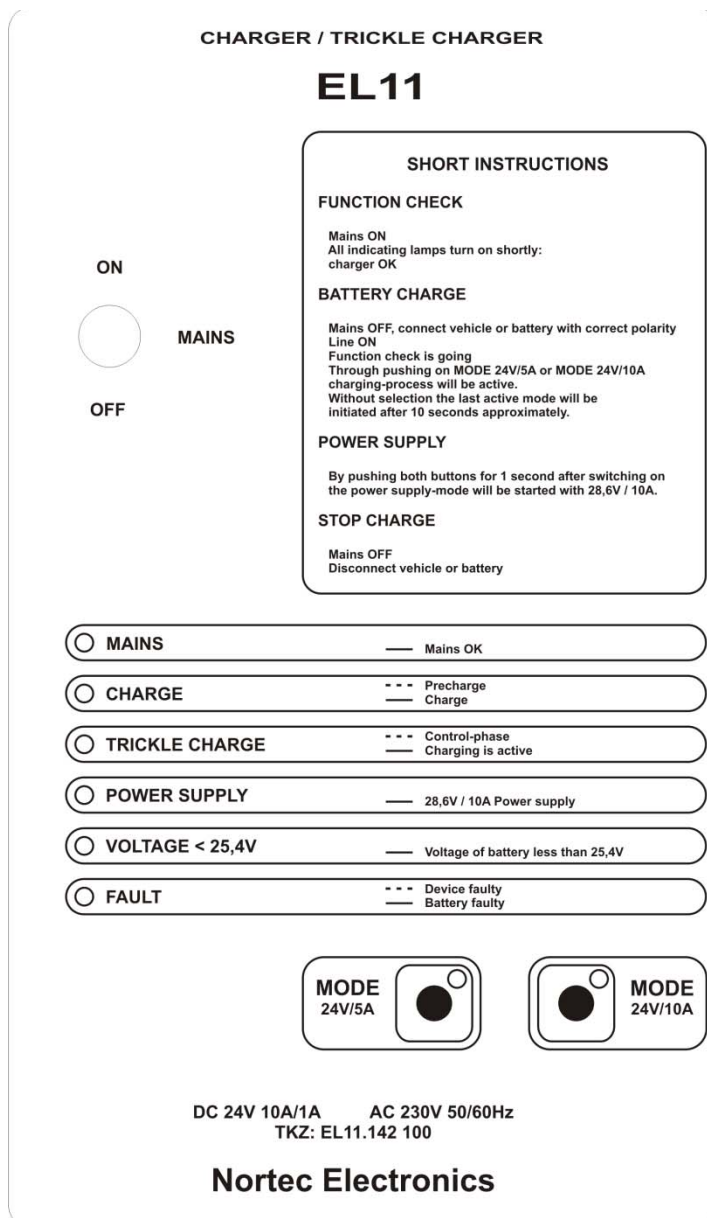 CHARGER / TRICKLE CHARGER
EL11
SHORT INSTRUCTIONS
FUNCTION CHECK
Mains ON
All indicating lamps turn on shortly:
charger OK
BATTERY CHARGE
Mains OFF, connect vehicle or battery with correct polarity
Line ON
Function check is going
Through pushing on MODE 24V/5A or MODE 24V/10A
charging-process will be active.
Without selection the last active mode will be
initiated after 10 seconds approximately.
POWER SUPPLY
By pushing both buttons for 1 second after switching on
the power supply-mode will be started with 28,6V / 10A.
STOP CHARGE
Mains OFF
Disconnect vehicle or battery
ON
MAINS
OFF
MAINS
Mains OK
CHARGE
Precharge
Charge
TRICKLE CHARGE
Control-phase
Charging is active
POWER SUPPLY
28,6V / 10A Power supply
VOLTAGE < 25,4V
Voltage of battery less than 25,4V
FAULT
Device faulty
Battery faulty
MODE
24V/5A
MODE
24V/10A
DC 24V 10A/1A AC 230V 50/60Hz
TKZ: EL11.142 100
Nortec Electronics